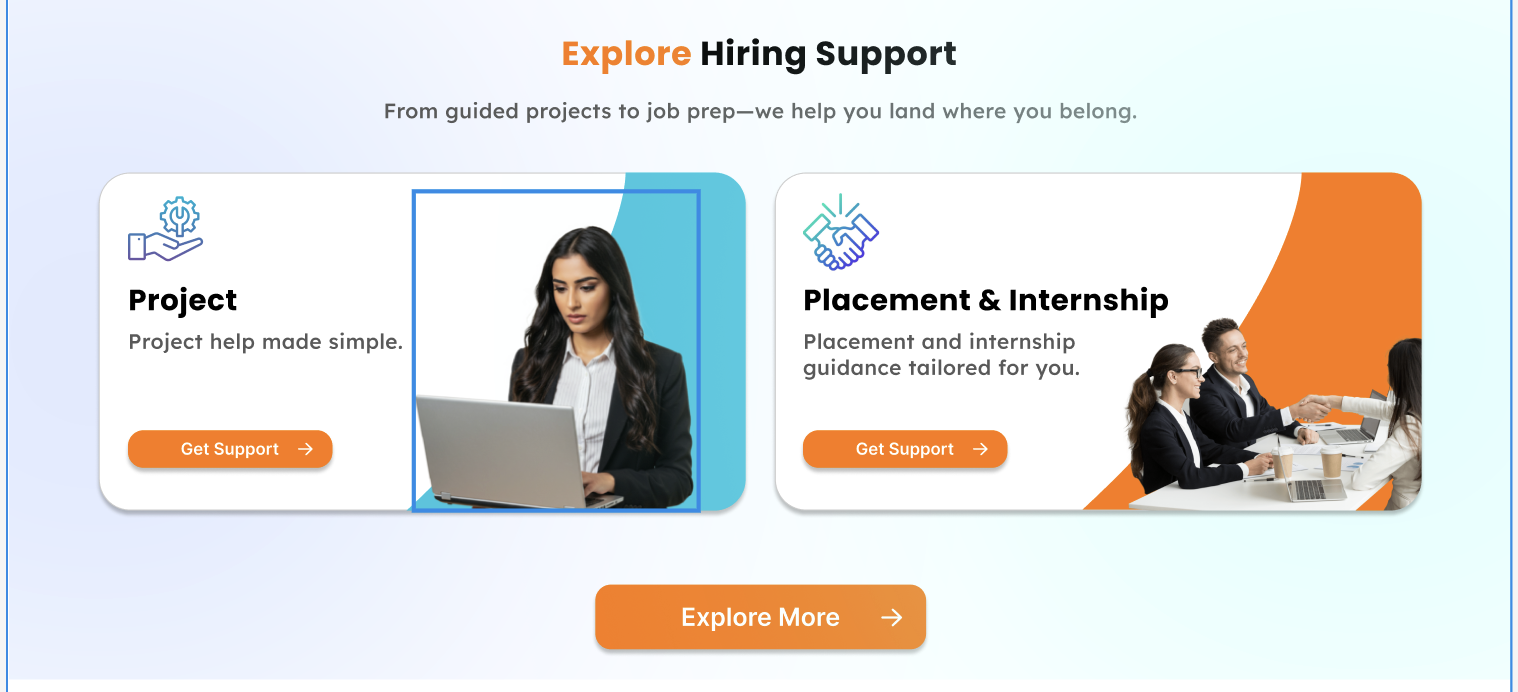 Explore Hiring Support
From guided projects to job prep—we help you land where you belong.
Project
Project help made simple.
Get Support
Placement & Internship
Placement and internship
guidance tailored for you.
Get Support
Explore More